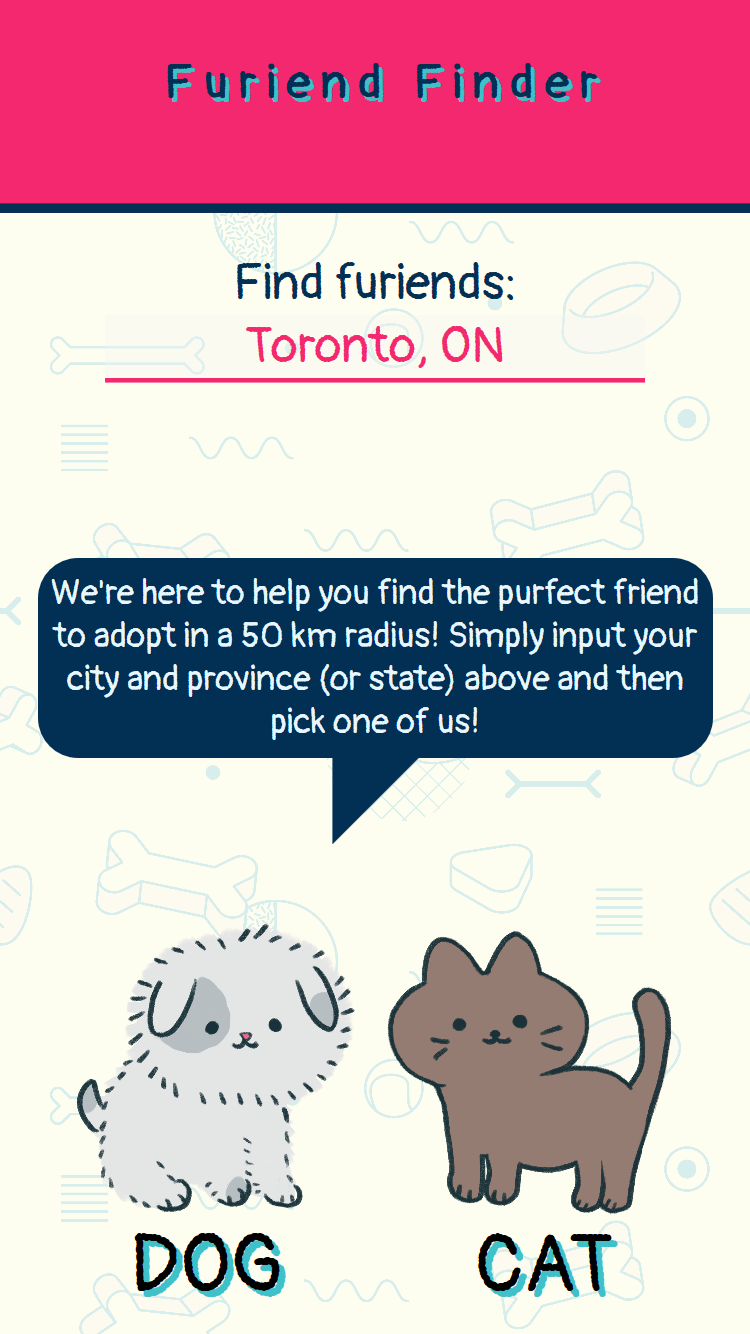 Furiend Finder
Find furiends:
Toronto, ON
We're here to help you find the purfect friend
to adopt in a 50 km radius! Simply input your
city and province (or state) above and then
pick one of us!
DOG
CAT